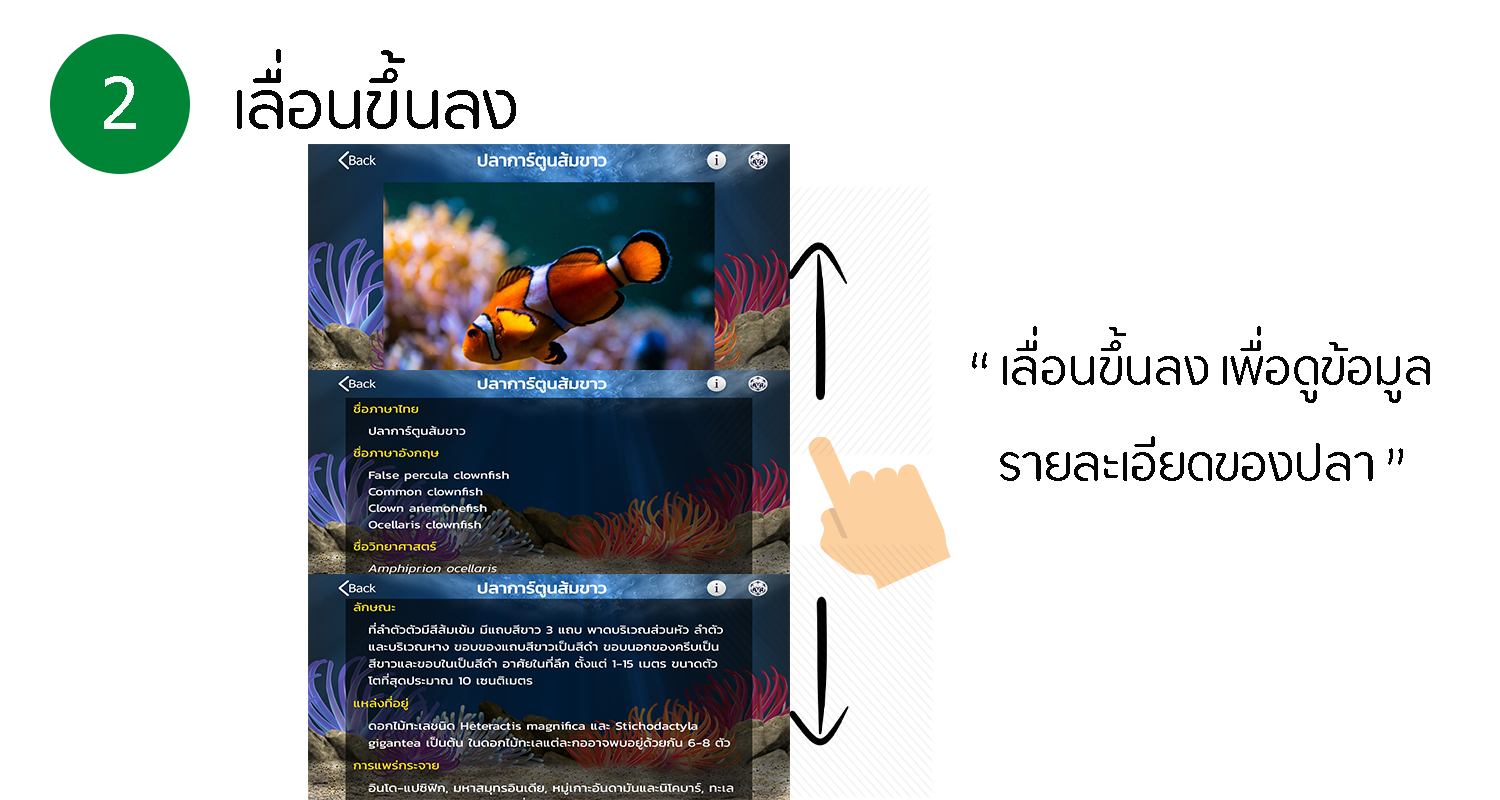 2
เลื่อนขึ้นลง
Back ปลาการ์ตูนส้มขาว i
Back ปลาการ์ตูนส้มขาว i
ชื่อภาษาไทย
ปลาการ์ตูนส้มขาว
ชื่อภาษาอังกฤษ
False percula clownfish
Common clownfish
Clown anemonefish
Ocellaris clownfish
ชื่อวิทยาศาสตร์
Amphiprion ocellaris
Back ปลาการ์ตูนส้มขาว i
ลักษณะ
ที่ลำตัวตัวมีสีส้มเข้ม มีแถบสีขาว 3 แถบ พาดบริเวณส่วนหัว ลำตัว
และบริเวณหาง ขอบของแถบสีขาวเป็นสีดำ ขอบนอกของครีบเป็น
สีขาวและขอบในเป็นสีดำ อาศัยในที่ลึก ตั้งแต่ 1-15 เมตร ขนาดตัว
โตที่สุดประมาณ 10 เซนติเมตร
แหล่งที่อยู่
ดอกไม้ทะเลชนิด Heteractis magnifica และ Stichodactyla
gigantea เป็นต้น ในดอกไม้ทะเลแต่ละกออาจพบอยู่ด้วยกัน 6-8 ตัว
การแพร่กระจาย
อินโด-แปซิฟิก, มหาสมุทรอินเดีย, หมู่เกาะอันดามันและนิโคบาร์, ทะเล
“ เลื่อนขึ้นลง เพื่อดูข้อมูล
รายละเอียดของปลา ”